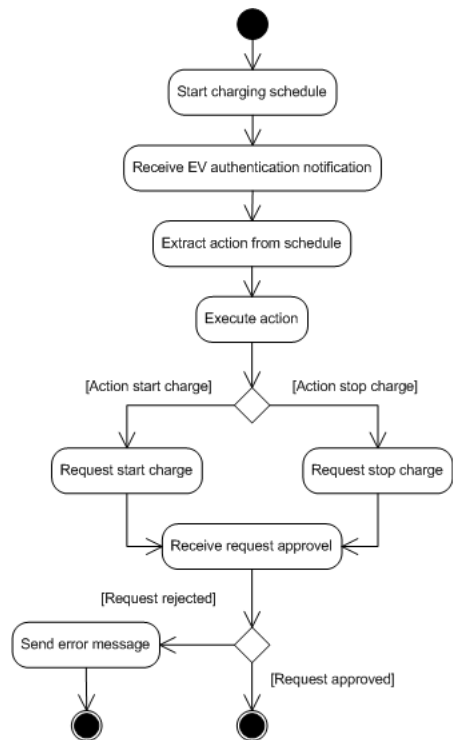 Start charging schedule
Receive EV authentication notification
Extract action from schedule
Execute action
[Action start charge]
[Action stop charge]
Request start charge
Request stop charge
Receive request approvel
[Request rejected]
Send error message
[Request approved]